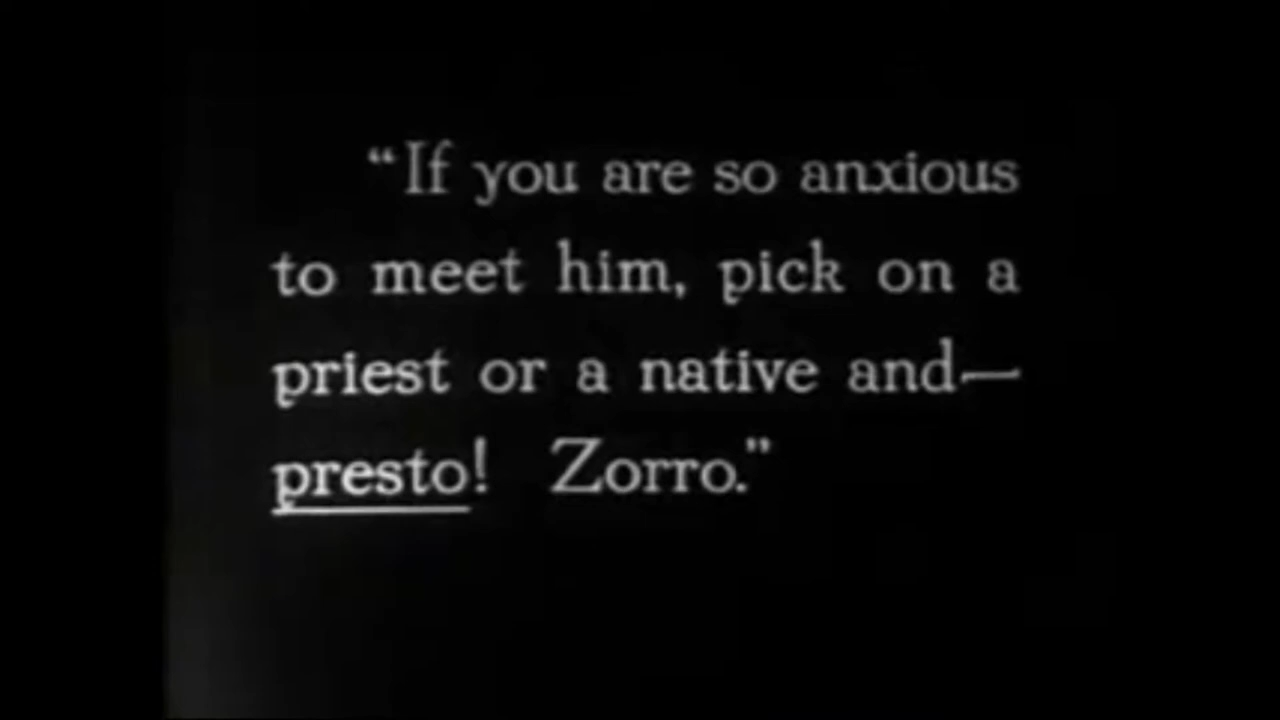 “If you are so anxious
to meet him, pick on a
priest or a native and—
presto! Zorro.”